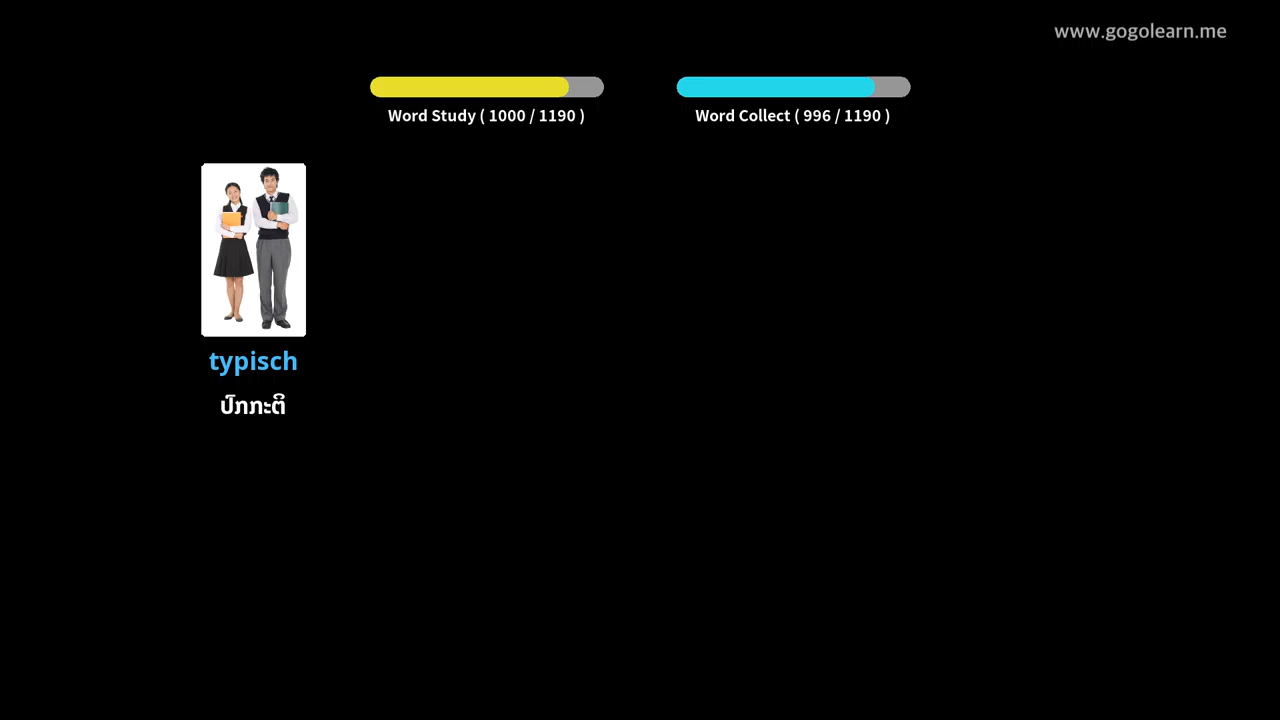 www.gogolearn.me
Word Study ( 1000 / 1190 )
Word Collect ( 996 / 1190 )
typisch
ປົກກະຕິ